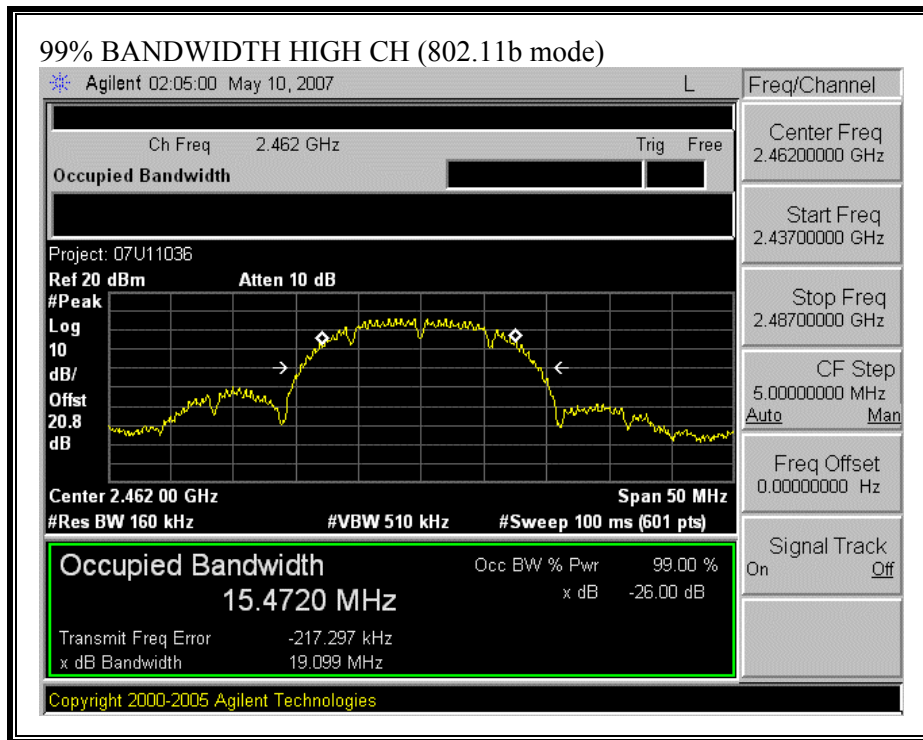 99% BANDWIDTH HIGH CH (802.11b mode)
Agilent 02:05:00 May 10, 2007 L
Freq/Channel
Ch Freq 2.462 GHz Trig Free
Occupied Bandwidth
Center Freq
2.46200000 GHz
Start Freq
2.43700000 GHz
Stop Freq
2.48700000 GHz
CF Step
5.00000000 MHz
Auto Man
Freq Offset
0.00000000 Hz
Signal Track
On Off
Project: 07U11036
Ref 20 dBm Atten 10 dB
#Peak
Log
10
dB/
Offst
20.8
dB
Center 2.462 00 GHz Span 50 MHz
#Res BW 160 kHz #VBW 510 kHz #Sweep 100 ms (601 pts)
Occupied Bandwidth Occ BW % Pwr 99.00 %
15.4720 MHz x dB -26.00 dB
Transmit Freq Error -217.297 kHz
x dB Bandwidth 19.099 MHz
Copyright 2000-2005 Agilent Technologies